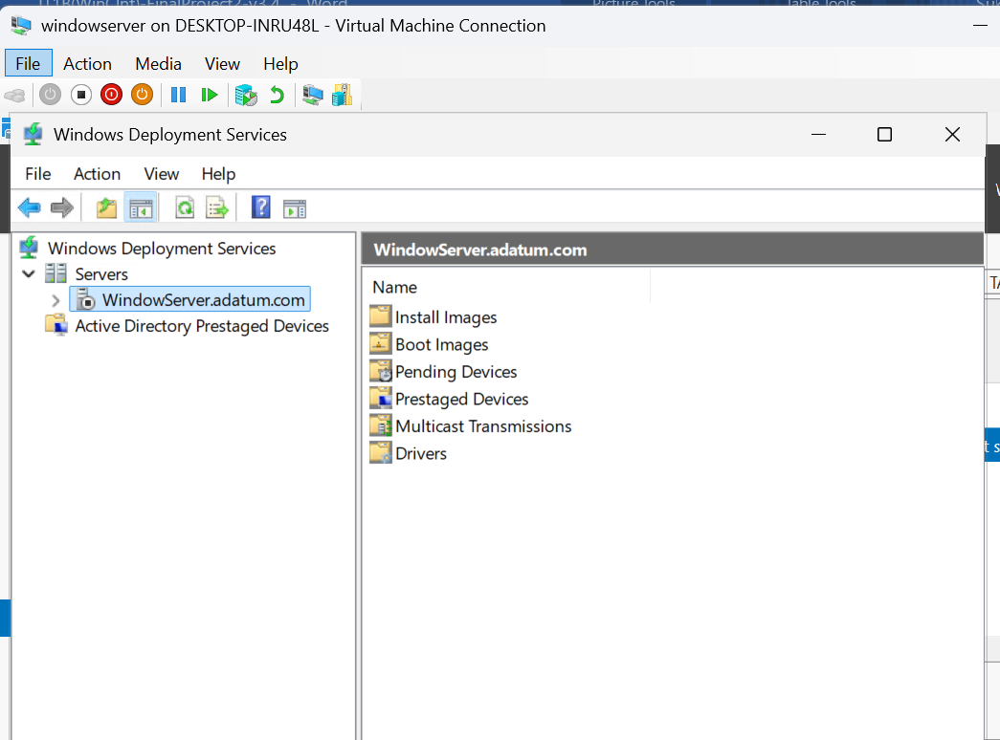 windowserver on DESKTOP-INRU48L - Virtual Machine Connection
File Action Media View Help
Windows Deployment Services
File Action View Help
Windows Deployment Services
Servers
WindowServer.adatum.com
Active Directory Prestaged Devices
WindowServer.adatum.com
Name
Install Images
Boot Images
Pending Devices
Prestaged Devices
Multicast Transmissions
Drivers